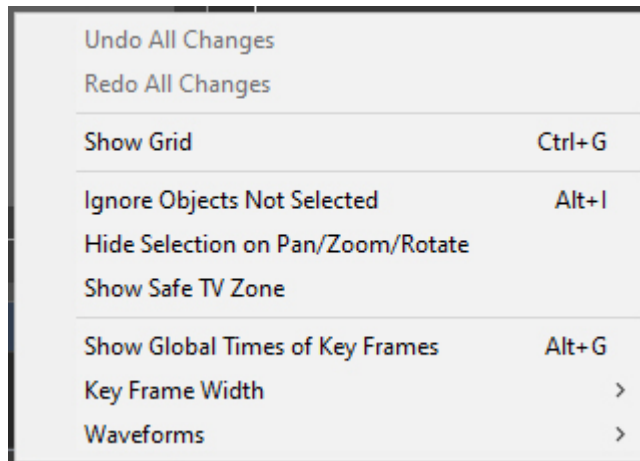 Undo All Changes
Redo All Changes
Show Grid Ctrl+G
Ignore Objects Not Selected Alt+I
Hide Selection on Pan/Zoom/Rotate
Show Safe TV Zone
Show Global Times of Key Frames Alt+G
Key Frame Width >
Waveforms >